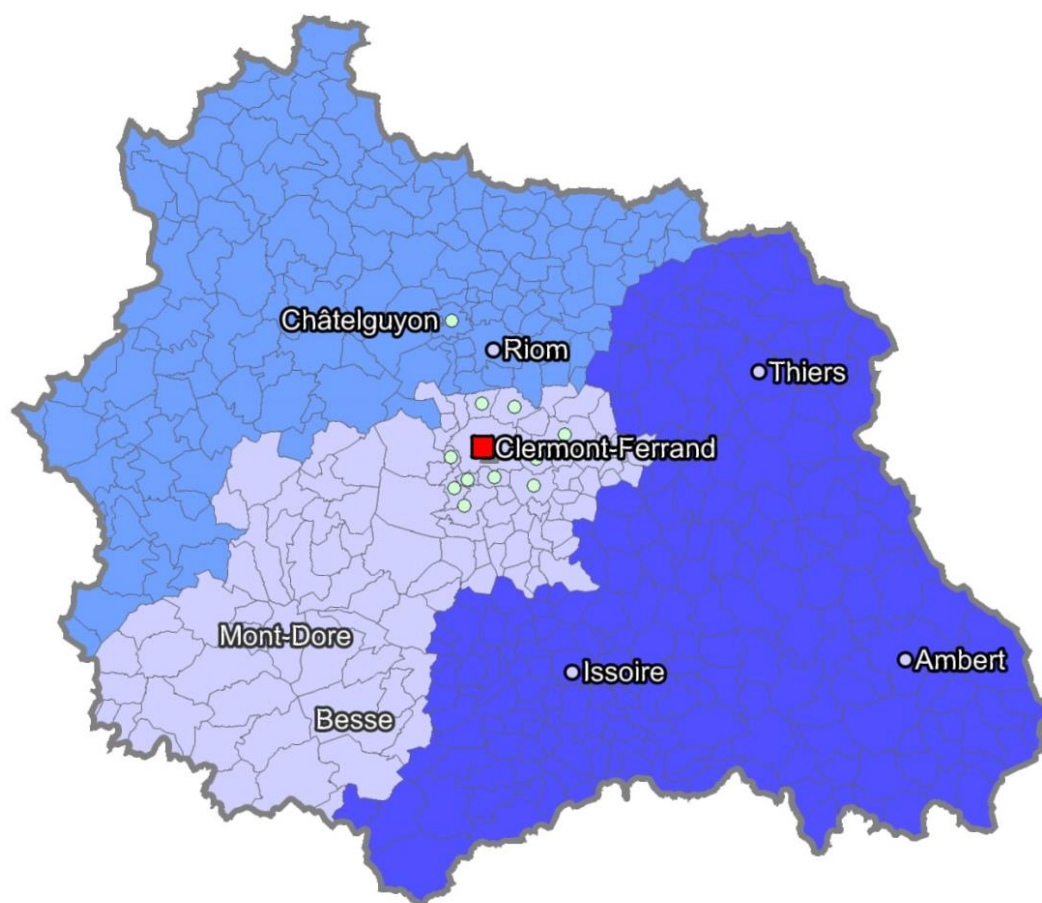 Châtelguyon
Riom
Thiers
Clermont-Ferrand
Mont-Dore
Ambert
Issoire
Besse